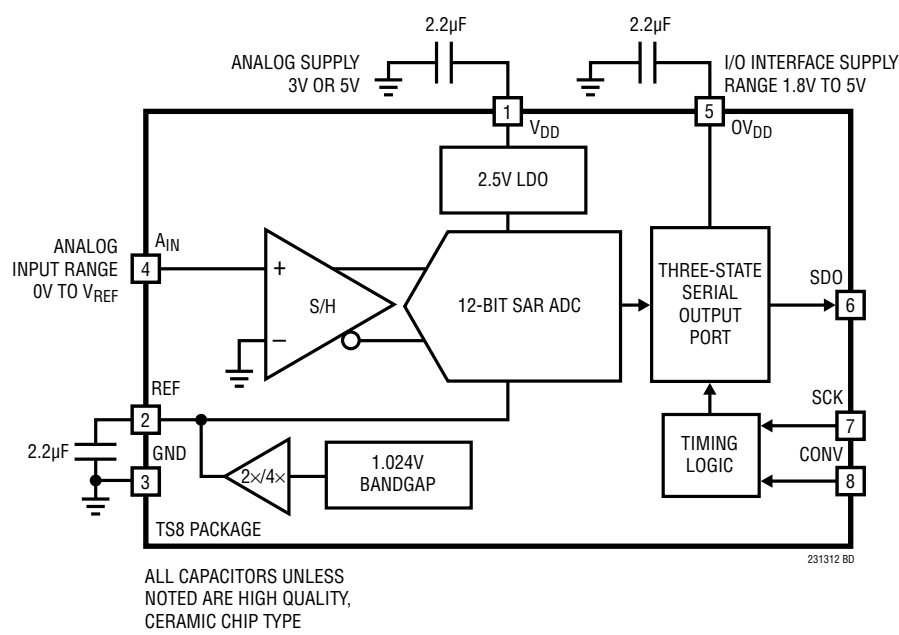 2.2µF
2.2µF
ANALOG SUPPLY
3V OR 5V
I/O INTERFACE SUPPLY
RANGE 1.8V TO 5V
1
VDD
5
OVDD
2.5V LDO
ANALOG
INPUT RANGE
0V TO VREF
AIN
4
+
S/H
–
12-BIT SAR ADC
THREE-STATE
SERIAL
OUTPUT
PORT
SDO
6
REF
2
2.2µF
GND
3
2×/4×
1.024V
BANDGAP
TIMING
LOGIC
SCK
7
CONV
8
TS8 PACKAGE
231312 BD
ALL CAPACITORS UNLESS
NOTED ARE HIGH QUALITY,
CERAMIC CHIP TYPE